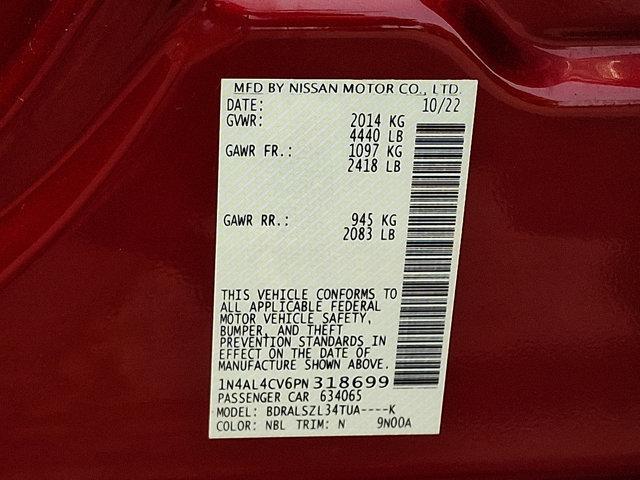 MFD BY NISSAN MOTOR CO., LTD.
DATE: 10/22
GVWR: 2014 KG
4440 LB
GAWR FR.: 1097 KG
2418 LB
GAWR RR.: 945 KG
2083 LB
THIS VEHICLE CONFORMS TO
ALL APPLICABLE FEDERAL
MOTOR VEHICLE SAFETY,
BUMPER, AND THEFT
PREVENTION STANDARDS IN
EFFECT ON THE DATE OF
MANUFACTURE SHOWN ABOVE.
1N4AL4CV6PN318699
PASSENGER CAR 634065
MODEL: BDRALSZL34TUA----K
COLOR: NBL TRIM: N 9N00A